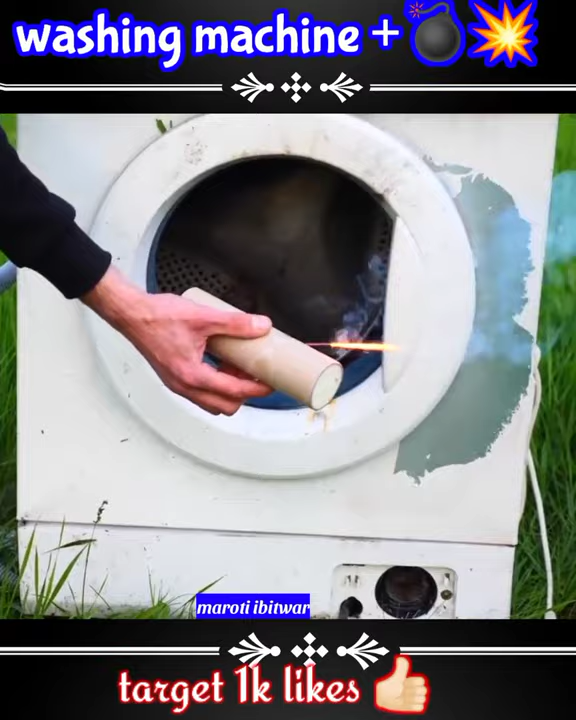 washing machine + 💣💥
maroti ibitwar
target 1k likes 👍🏻